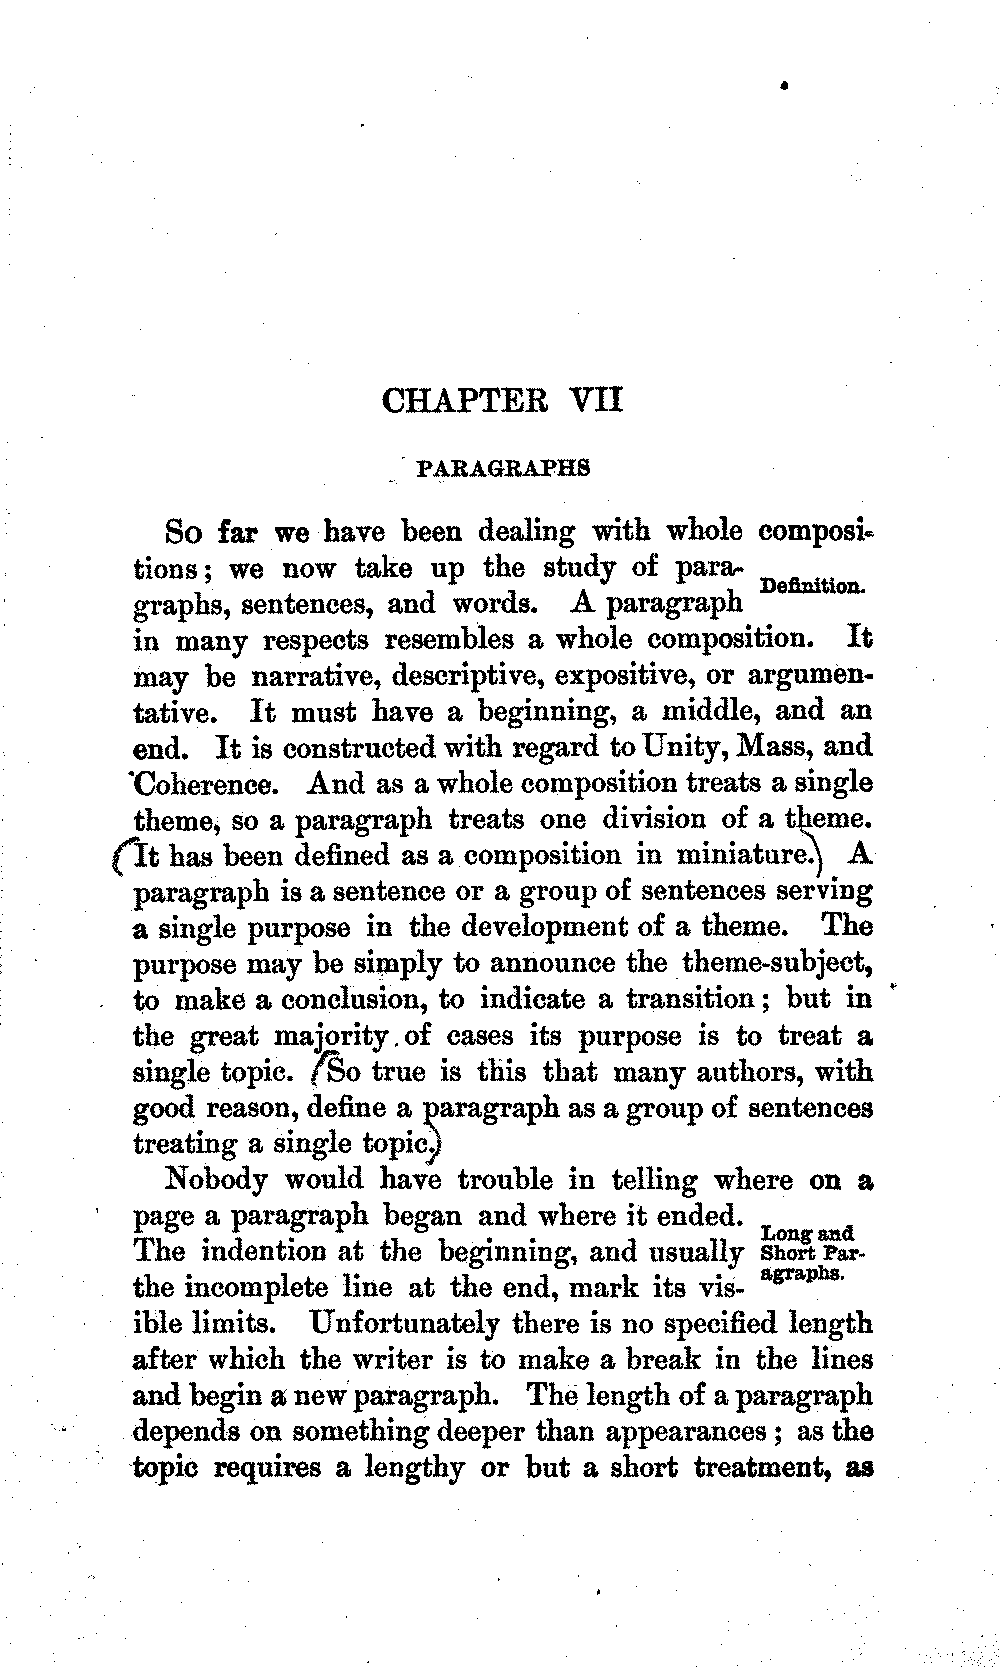 CHAPTER VII
PARAGRAPHS
So far we have been dealing with whole composi-
tions; we now take up the study of para-
Definition.
graphs, sentences, and words. A paragraph
in many respects resembles a whole composition. It
may be narrative, descriptive, expositive, or argumen-
tative. It must have a beginning, a middle, and an
end. It is constructed with regard to Unity, Mass, and
Coherence. And as a whole composition treats a single
theme, so a paragraph treats one division of a theme.
(It has been defined as a composition in miniature.) A
paragraph is a sentence or a group of sentences serving
a single purpose in the development of a theme. The
purpose may be simply to announce the theme-subject,
to make a conclusion, to indicate a transition; but in
the great majority of cases its purpose is to treat a
single topic. (So true is this that many authors, with
good reason, define a paragraph as a group of sentences
treating a single topic.)
Nobody would have trouble in telling where on a
page a paragraph began and where it ended.
Long and
The indention at the beginning, and usually
Short Par-
the incomplete line at the end, mark its vis-
agraphs.
ible limits. Unfortunately there is no specified length
after which the writer is to make a break in the lines
and begin a new paragraph. The length of a paragraph
depends on something deeper than appearances; as the
topic requires a lengthy or but a short treatment, as